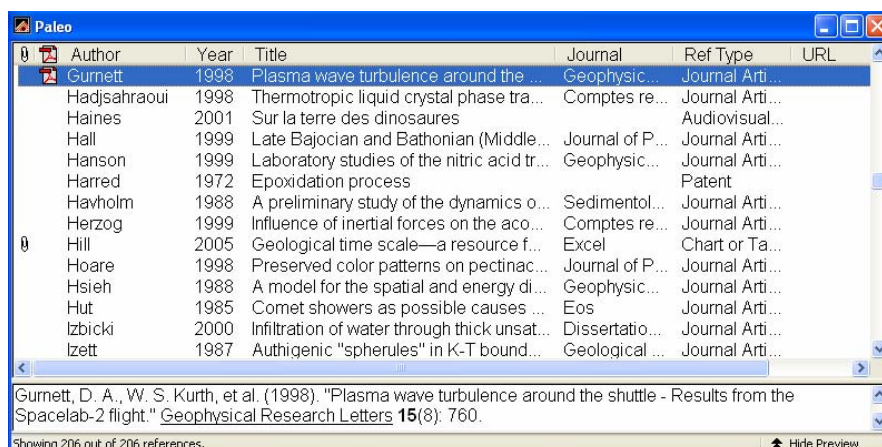 Paleo
Author Year Title Journal Ref Type URL
Gurnett 1998 Plasma wave turbulence around the ... Geophysic... Journal Arti...
Hadjsahraoui 1998 Thermotropic liquid crystal phase tra... Comptes re... Journal Arti...
Haines 2001 Sur la terre des dinosaures Audiovisual...
Hall 1999 Late Bajocian and Bathonian (Middle... Journal of P... Journal Arti...
Hanson 1999 Laboratory studies of the nitric acid tr... Geophysic... Journal Arti...
Harred 1972 Epoxidation process Patent
Havholm 1988 A preliminary study of the dynamics o... Sedimentol... Journal Arti...
Herzog 1999 Influence of inertial forces on the aco... Comptes re... Journal Arti...
Hill 2005 Geological time scale—a resource f... Excel Chart or Ta...
Hoare 1998 Preserved color patterns on pectinac... Journal of P... Journal Arti...
Hsieh 1988 A model for the spatial and energy di... Geophysic... Journal Arti...
Hut 1985 Comet showers as possible causes ... Eos Journal Arti...
Izbicki 2000 Infiltration of water through thick unsat... Dissertatio... Journal Arti...
Izett 1987 Authigenic "spherules" in K-T bound... Geological ... Journal Arti...
Gurnett, D. A., W. S. Kurth, et al. (1998). "Plasma wave turbulence around the shuttle - Results from the
Spacelab-2 flight." Geophysical Research Letters 15(8): 760.
Showing 206 out of 206 references. Hide Preview